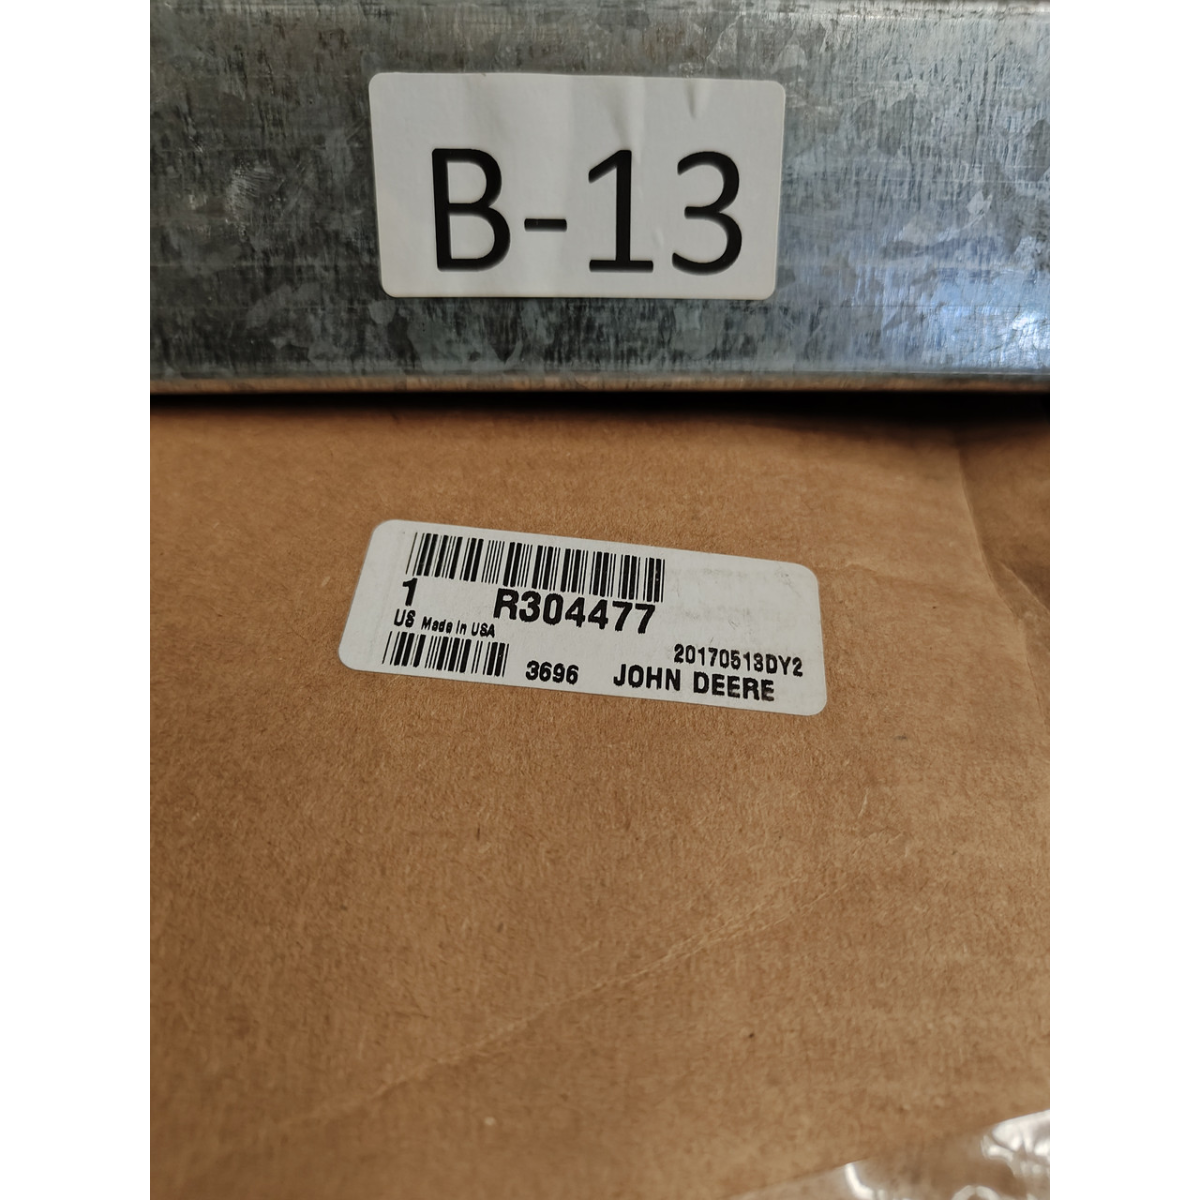 B-13
1 R304477
US Made in USA
20170513DY2
3696 JOHN DEERE